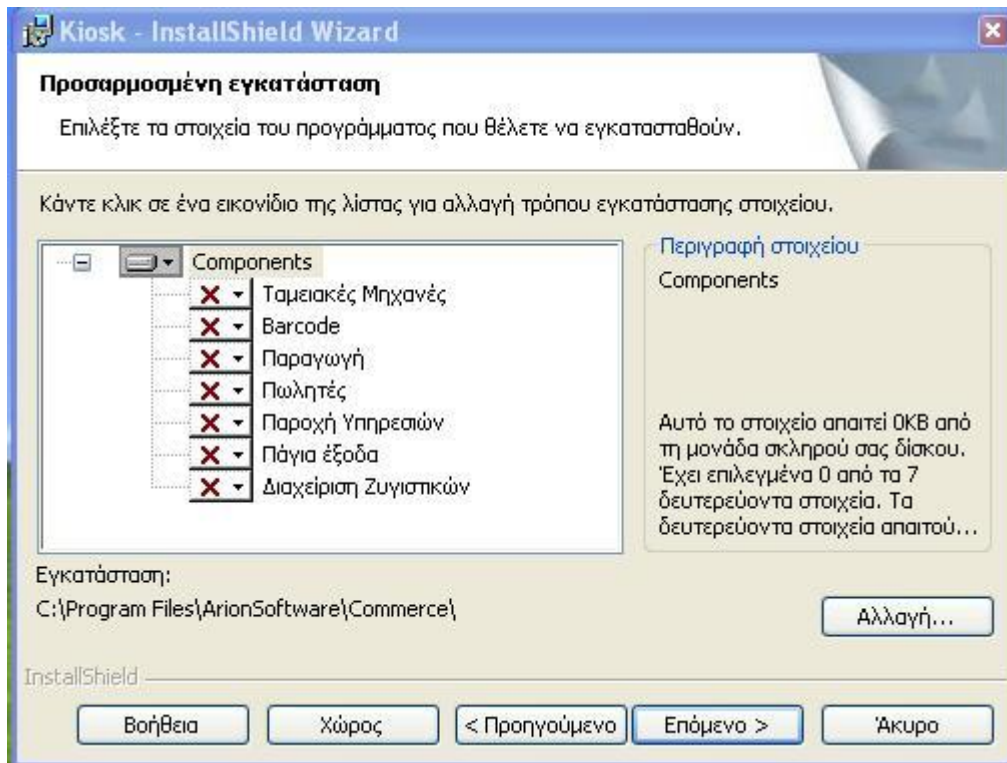 Kiosk - InstallShield Wizard
Προσαρμοσμένη εγκατάσταση
Επιλέξτε τα στοιχεία του προγράμματος που θέλετε να εγκατασταθούν.
Κάντε κλικ σε ένα εικονίδιο της λίστας για αλλαγή τρόπου εγκατάστασης στοιχείου.
Components
Ταμειακές Μηχανές
Barcode
Παραγωγή
Πωλητές
Παροχή Υπηρεσιών
Πάγια έξοδα
Διαχείριση Ζυγιστικών
Περιγραφή στοιχείου
Components
Αυτό το στοιχείο απαιτεί 0KB από
τη μονάδα σκληρού σας δίσκου.
Έχει επιλεγμένα 0 από τα 7
δευτερεύοντα στοιχεία. Τα
δευτερεύοντα στοιχεία απαιτού...
Εγκατάσταση:
C:\Program Files\ArionSoftware\Commerce\
Αλλαγή...
InstallShield
Βοήθεια
Χώρος
< Προηγούμενο
Επόμενο >
Άκυρο